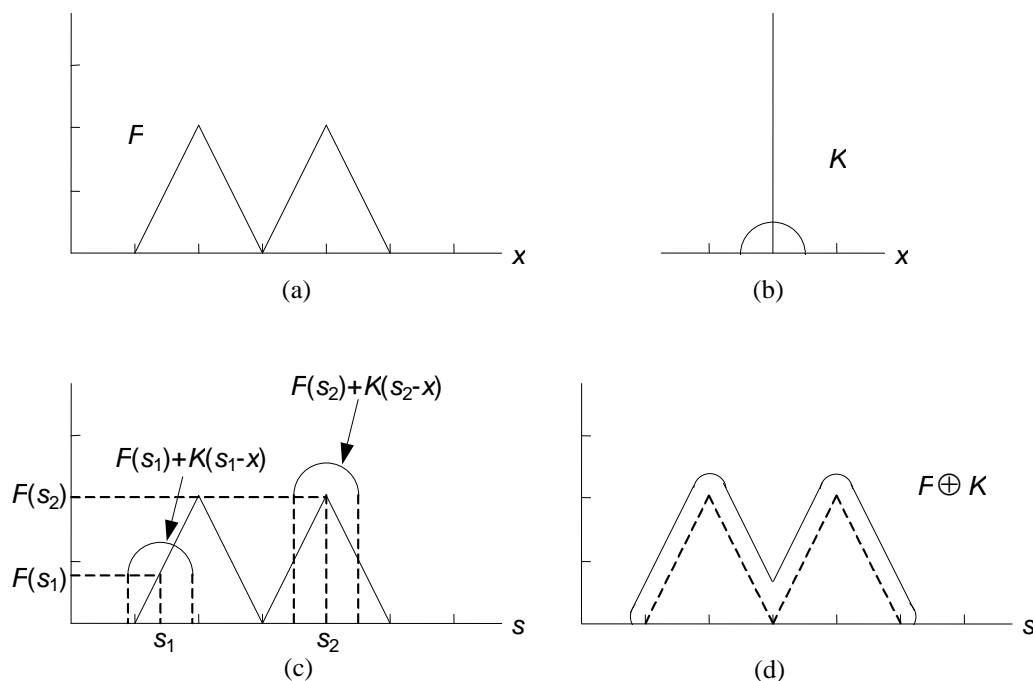 F
K
x
x
(a)
(b)
F(s₂)+K(s₂-x)
F(s₁)+K(s₁-x)
F(s₂)
F ⊕ K
F(s₁)
s₁
s₂
s
s
(c)
(d)